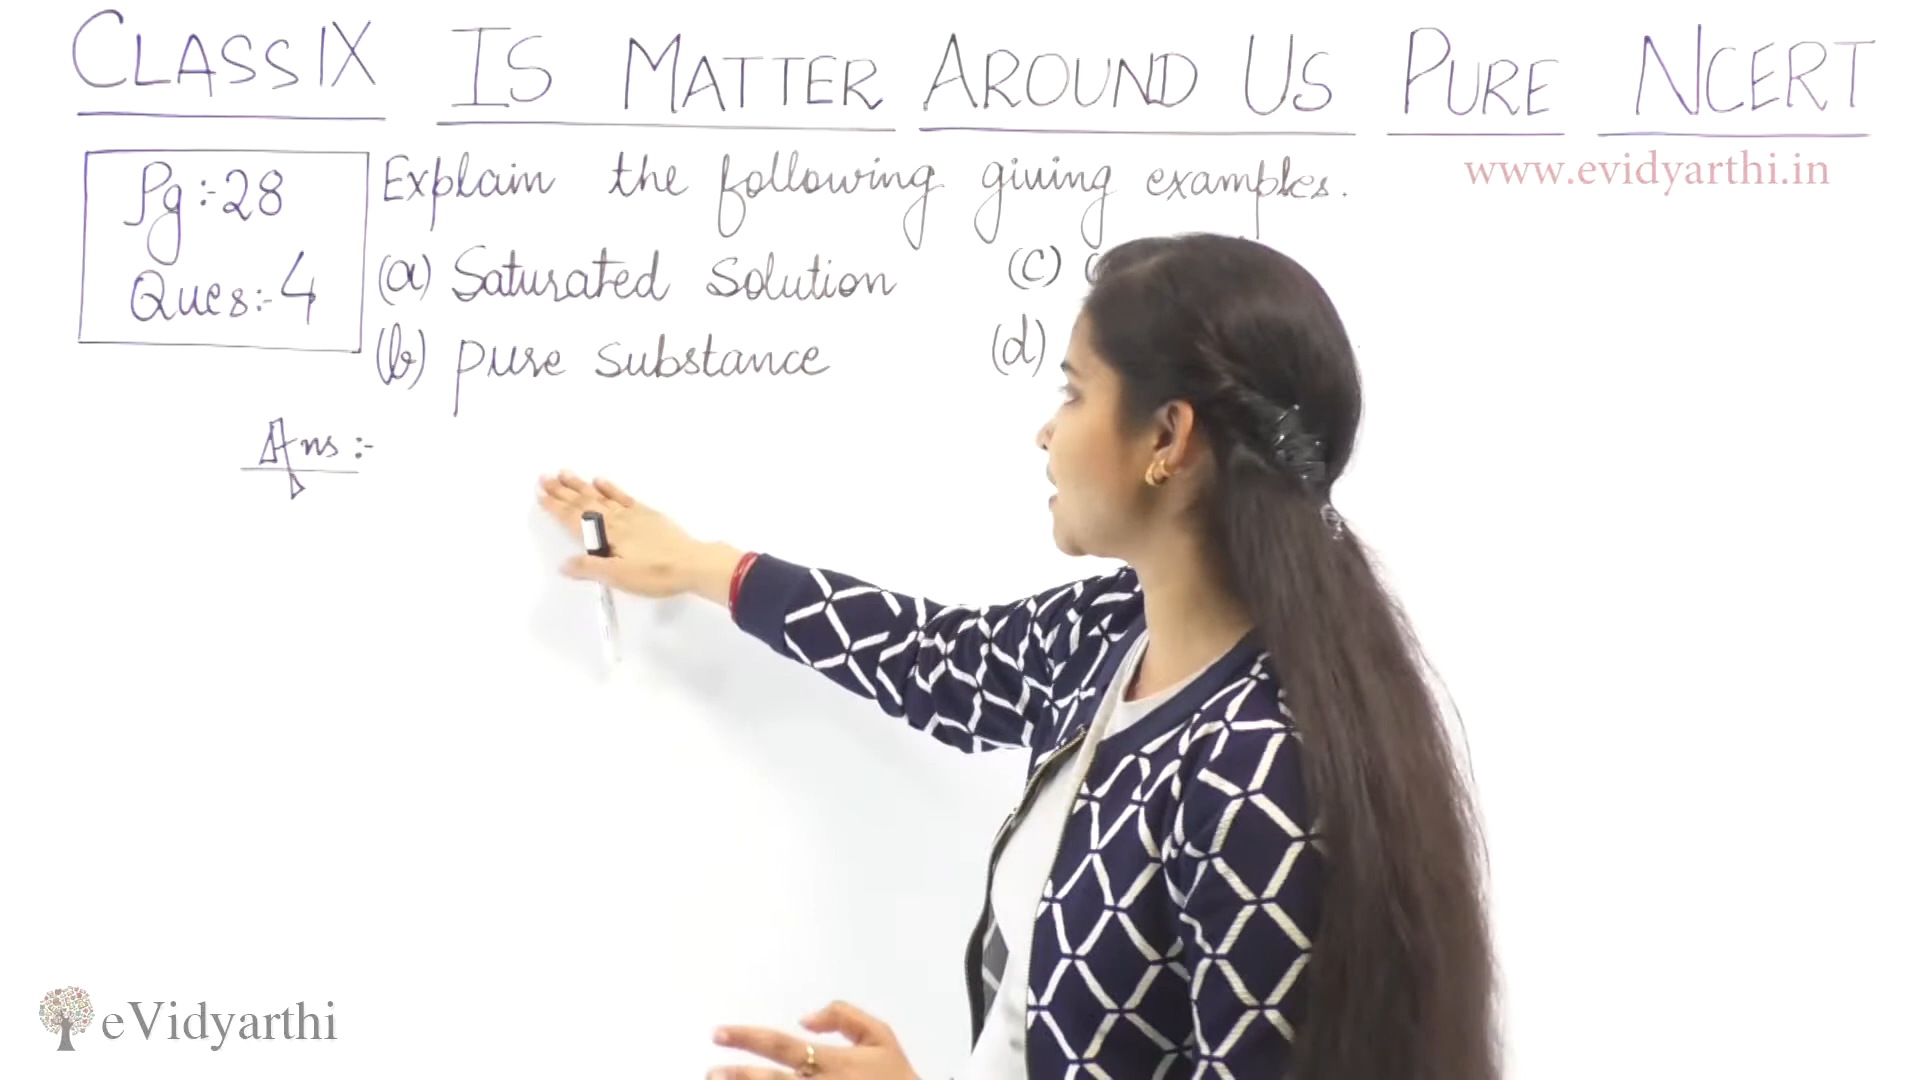 CLASS IX IS MATTER AROUND US PURE NCERT
www.evidyarthi.in
Pg:-28
Ques:-4
Explain the following giving examples.
(a) Saturated solution (c)
(b) pure substance (d)
Ans:-
eVidyarthi